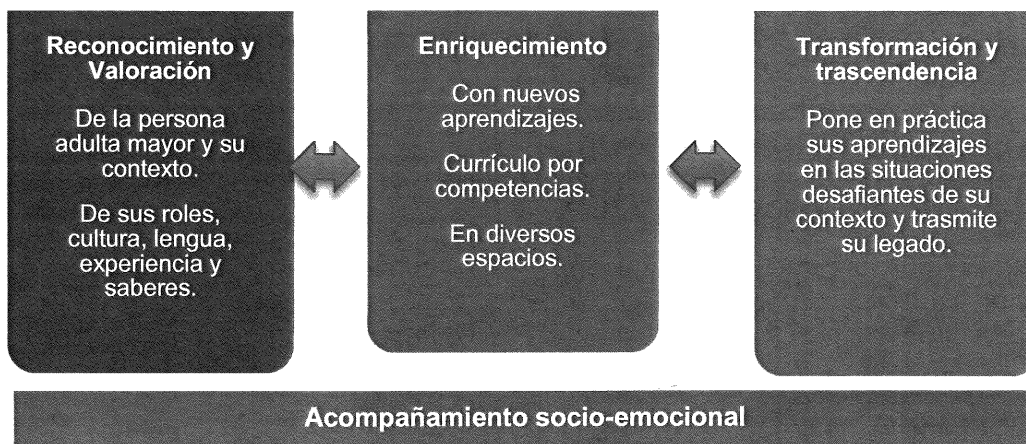 Reconocimiento y
Valoración
De la persona
adulta mayor y su
contexto.
De sus roles,
cultura, lengua,
experiencia y
saberes.
Enriquecimiento
Con nuevos
aprendizajes.
Currículo por
competencias.
En diversos
espacios.
Transformación y
trascendencia
Pone en práctica
sus aprendizajes
en las situaciones
desafiantes de su
contexto y trasmite
su legado.
Acompañamiento socio-emocional